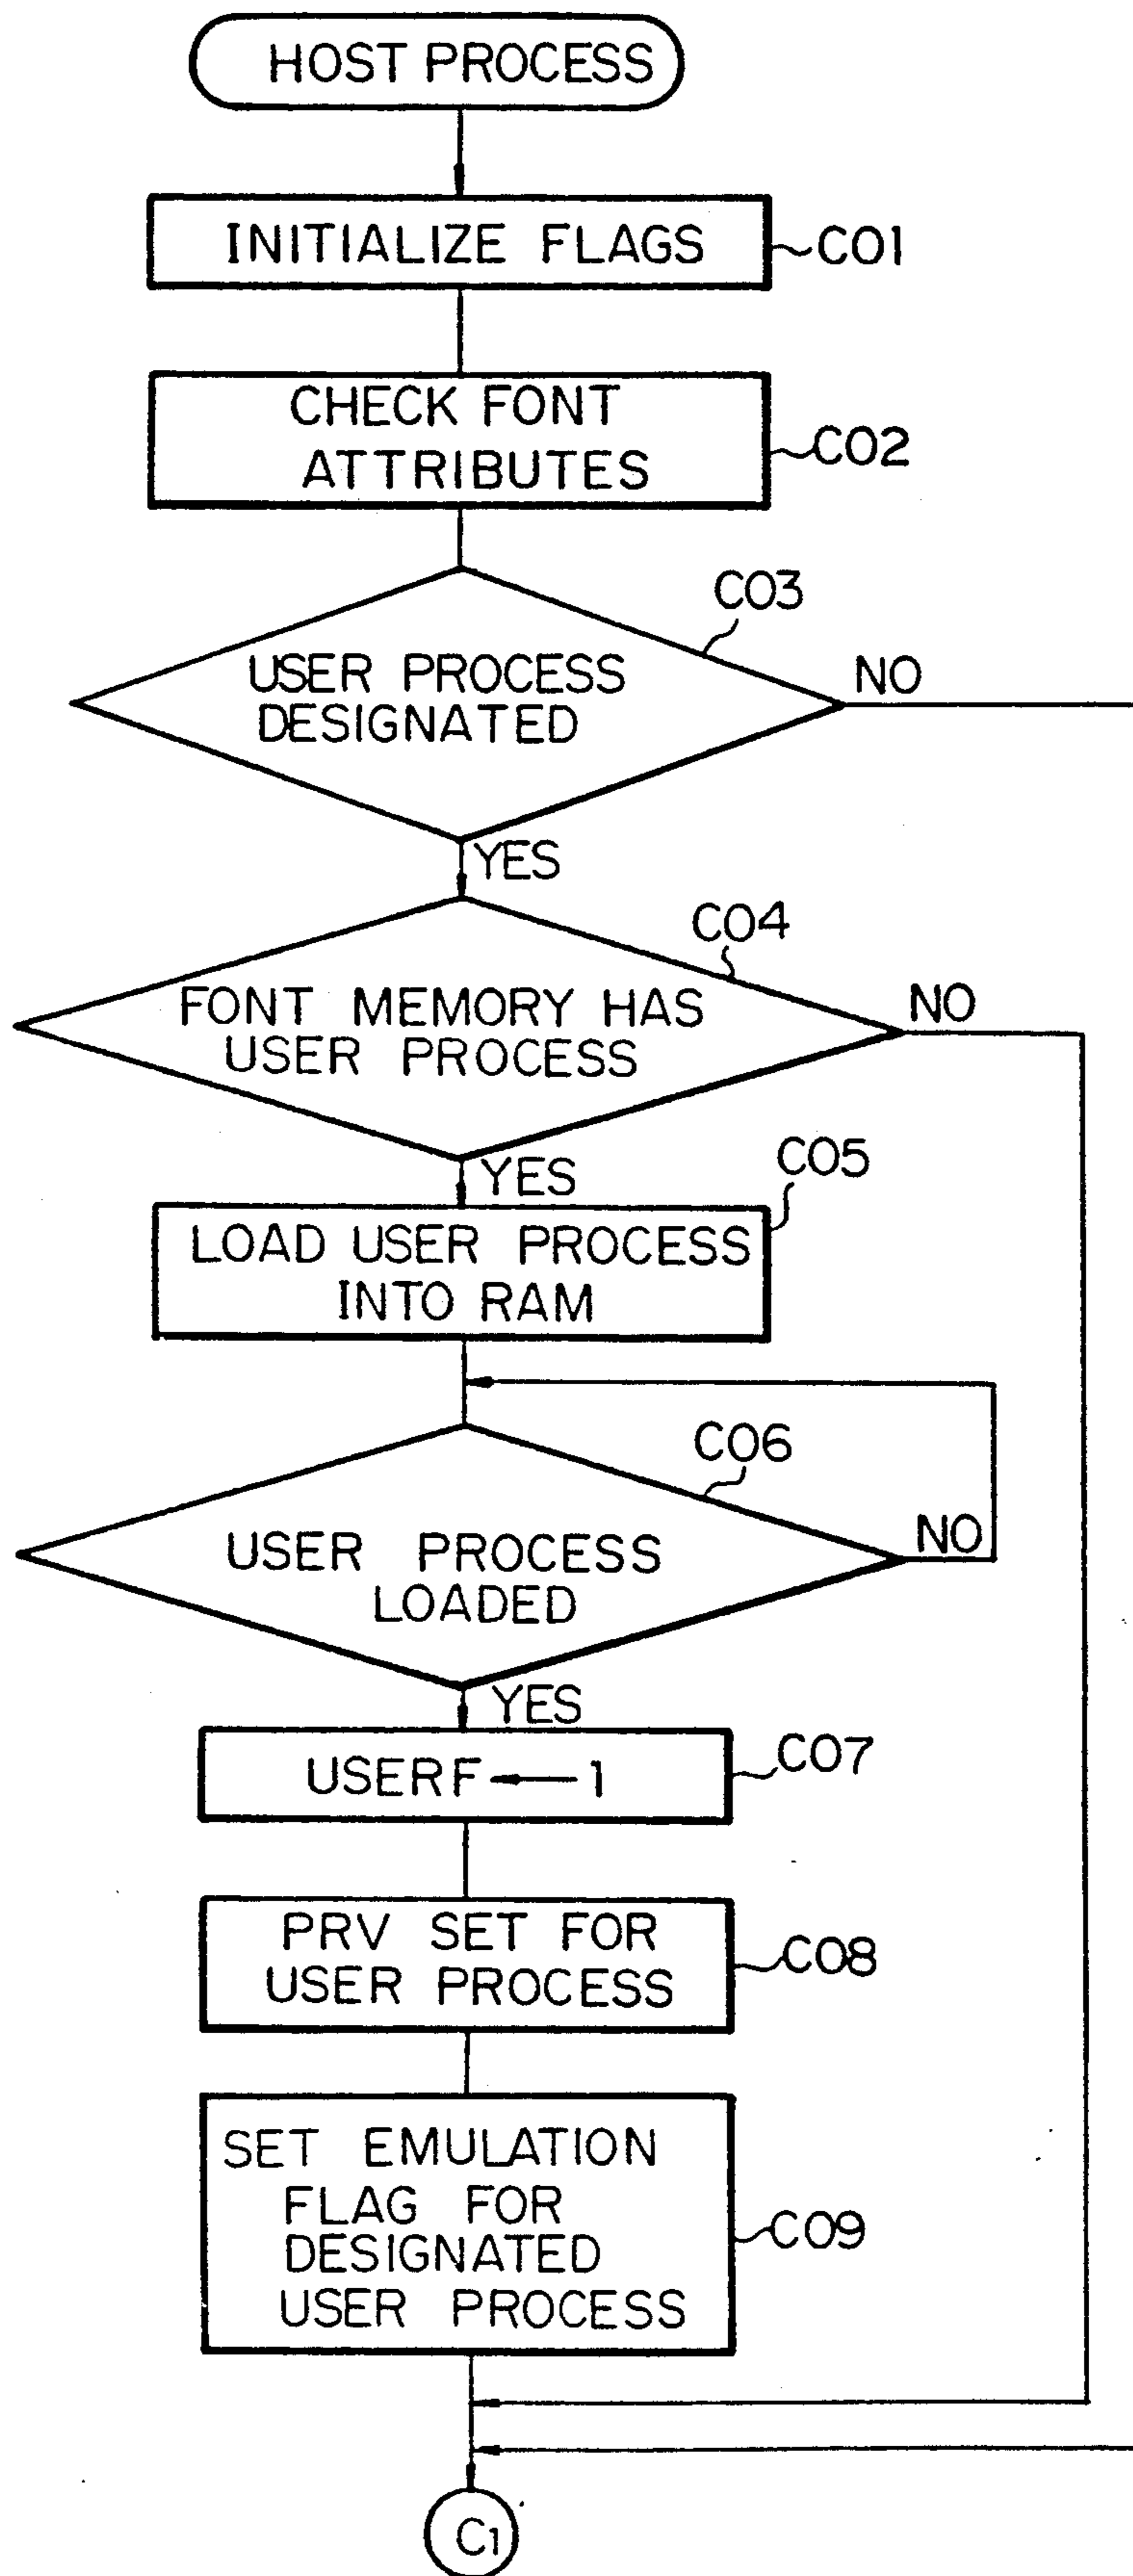 HOST PROCESS
INITIALIZE FLAGS
C01
CHECK FONT
ATTRIBUTES
C02
C03
USER PROCESS
DESIGNATED
NO
YES
C04
FONT MEMORY HAS
USER PROCESS
NO
YES
C05
LOAD USER PROCESS
INTO RAM
C06
USER PROCESS
LOADED
NO
YES
USERF ← 1
C07
PRV SET FOR
USER PROCESS
C08
SET EMULATION
FLAG FOR
DESIGNATED
USER PROCESS
C09
C1